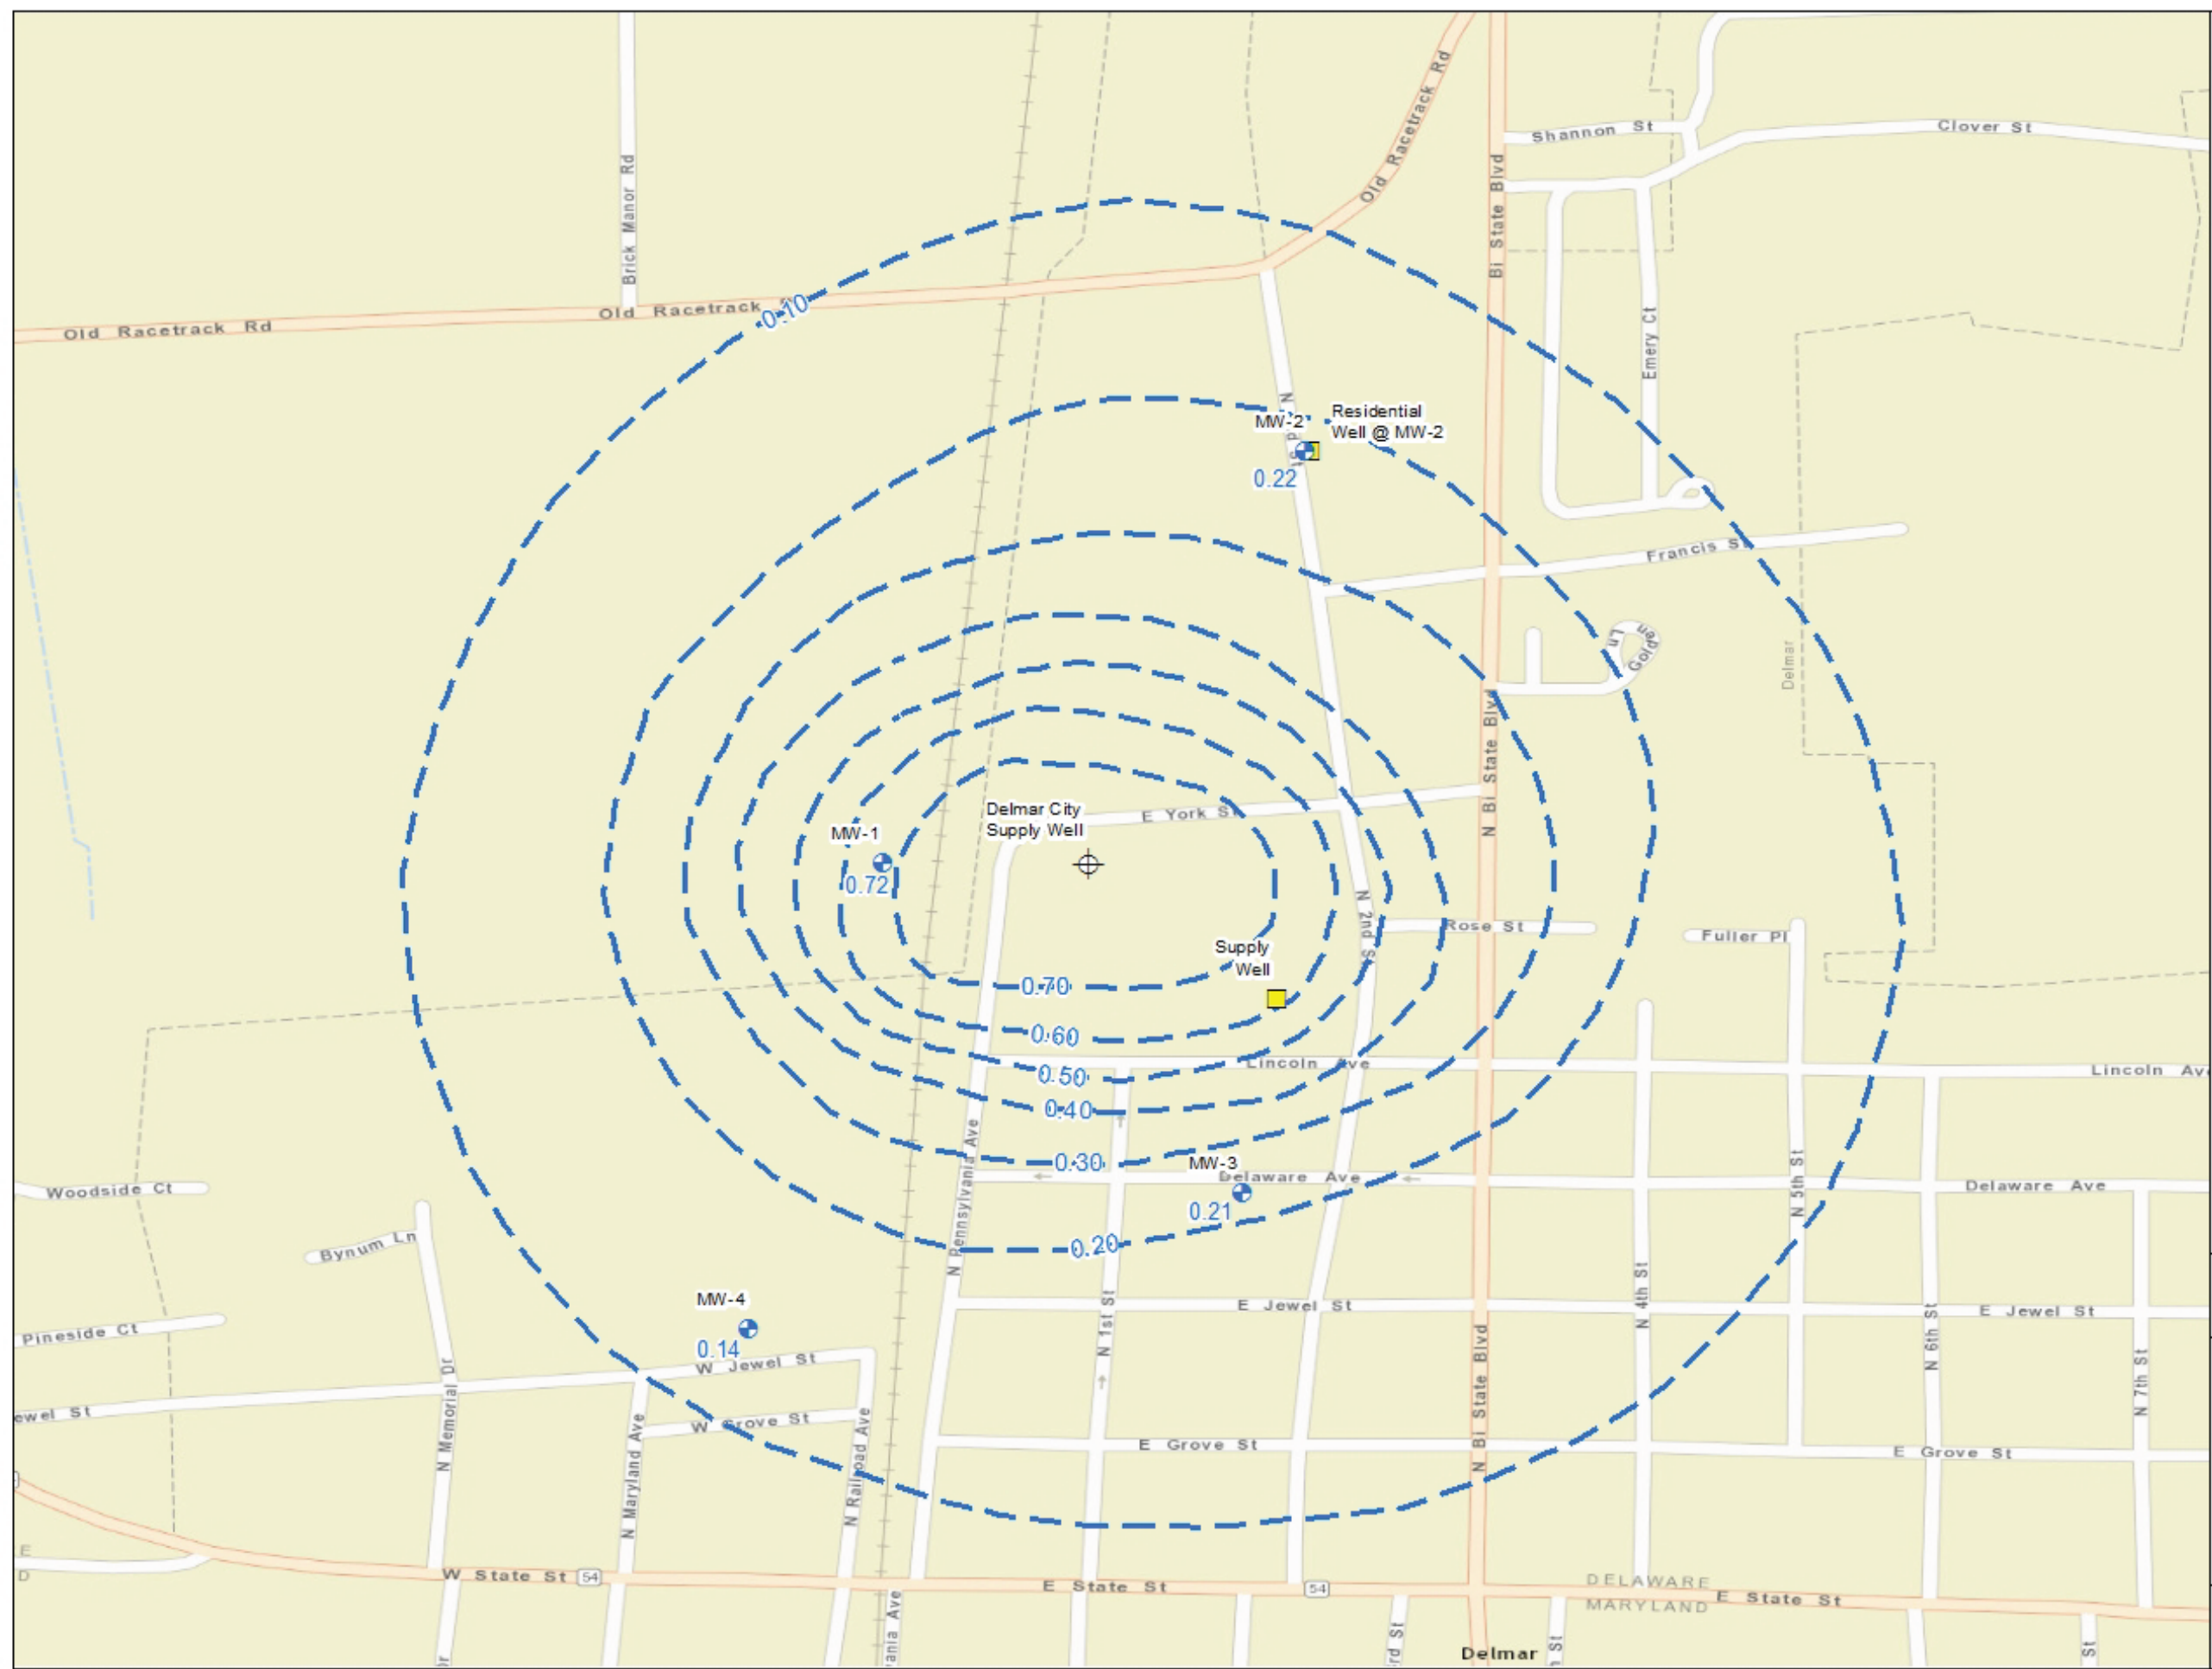 Old Racetrack Rd
Shannon St
Clover St
Brick Manor Rd
Bi State Blvd
Old Racetrack Rd
Old Racetrack
0.10
Emery Ct
N
MW-2
Residential
Well @ MW-2
0.22
Francis St
Golden
Ln
Delmar
N Bi State Blvd
Delmar City
Supply Well
E York St
MW-1
0.72
N 2nd St
Rose St
Fuller Pl
Supply
Well
0.70
0.60
Lincoln Ave
Lincoln Ave
0.50
0.40
N Pennsylvania Ave
0.30
MW-3
Delaware Ave
Delaware Ave
Woodside Ct
N 5th St
0.21
Bynum Ln
0.20
MW-4
N 4th St
N 1st St
E Jewel St
E Jewel St
Pineside Ct
0.14
W Jewel St
N 6th St
N 7th St
N Memorial Dr
ewel St
W Grove St
N Bi State Blvd
E Grove St
E Grove St
N Maryland Ave
N Railroad Ave
E
D
W State St
54
E State St
54
DELAWARE
MARYLAND
E State St
Dr
ania Ave
rd St
h St
St
Delmar